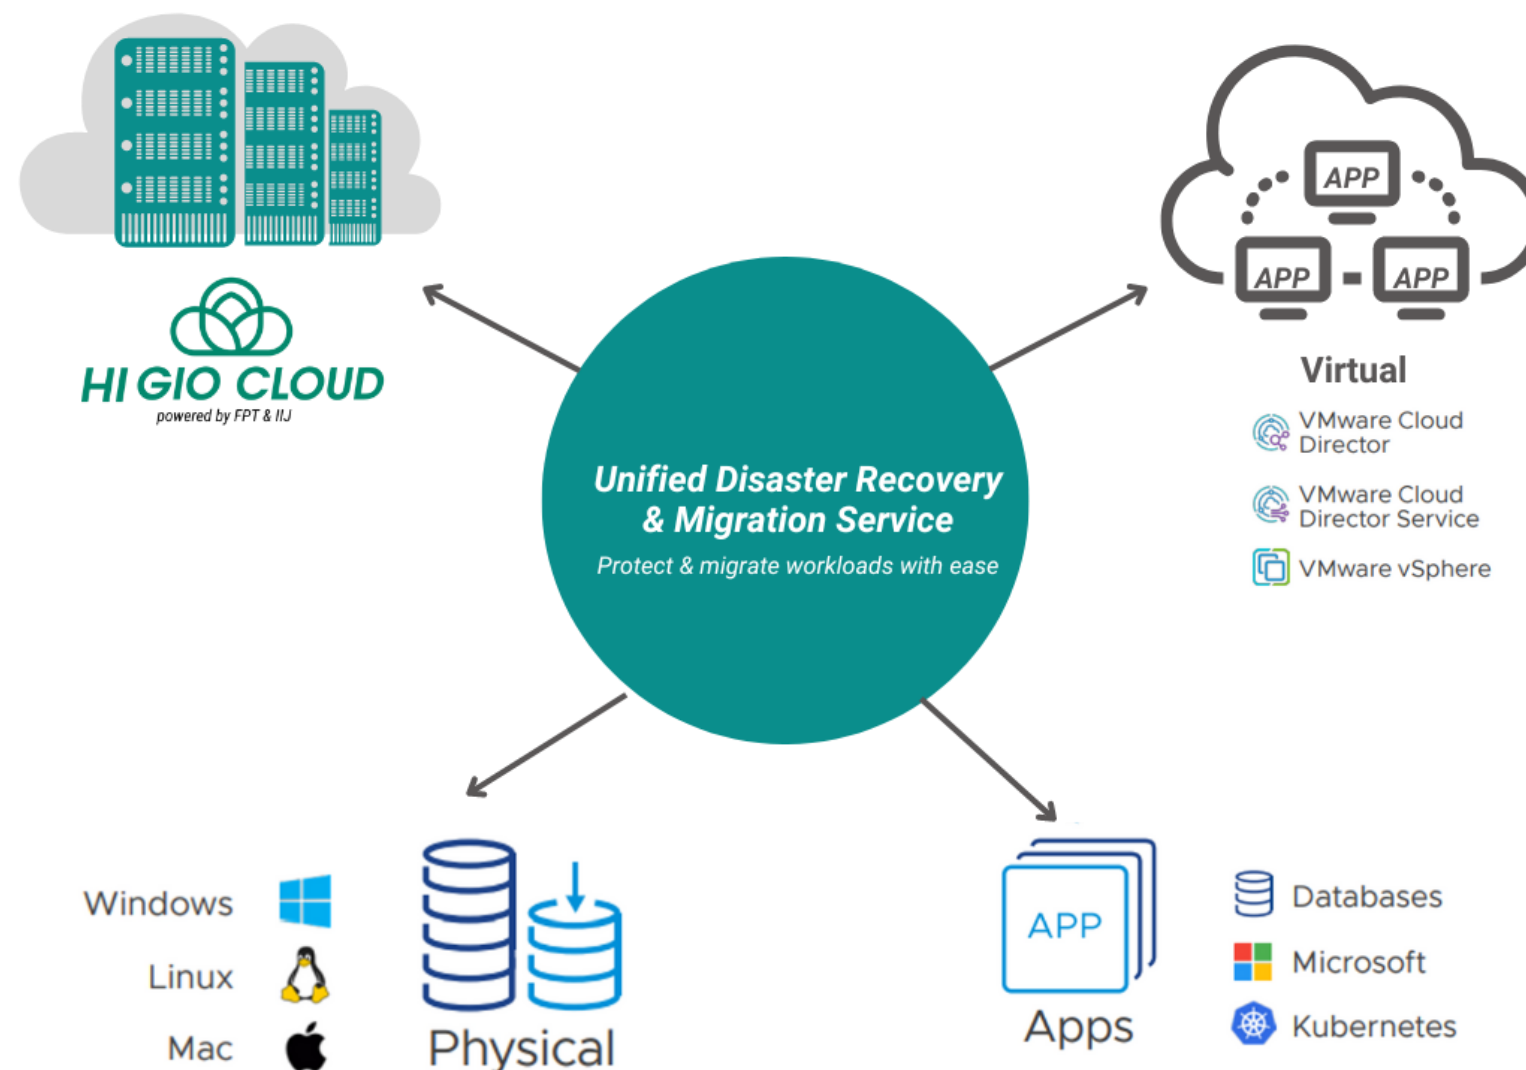 HI GIO CLOUD
powered by FPT & IIJ
APP
APP
APP
Virtual
VMware Cloud
Director
VMware Cloud
Director Service
VMware vSphere
Unified Disaster Recovery
& Migration Service
Protect & migrate workloads with ease
Windows
Linux
Mac
Physical
APP
Apps
Databases
Microsoft
Kubernetes